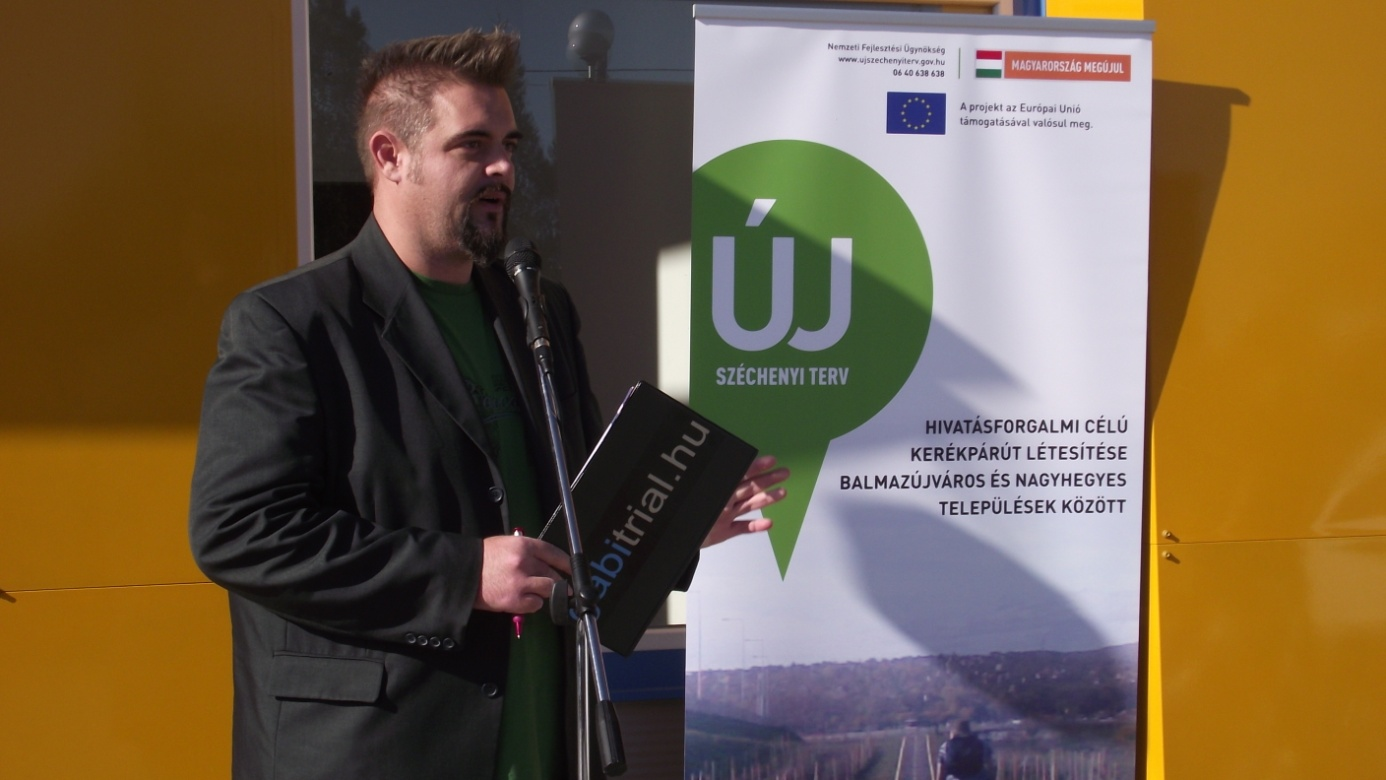 Nemzeti Fejlesztési Ügynökség
www.ujszechenyiterv.gov.hu
06 40 638 638
MAGYARORSZÁG MEGÚJUL
A projekt az Európai Unió
támogatásával valósul meg.
ÚJ
SZÉCHENYI TERV
HIVATÁSFORGALMI CÉLÚ
KERÉKPÁRÚT LÉTESÍTÉSE
BALMAZÚJVÁROS ÉS NAGYHEGYES
TELEPÜLÉSEK KÖZÖTT
abitrial.hu